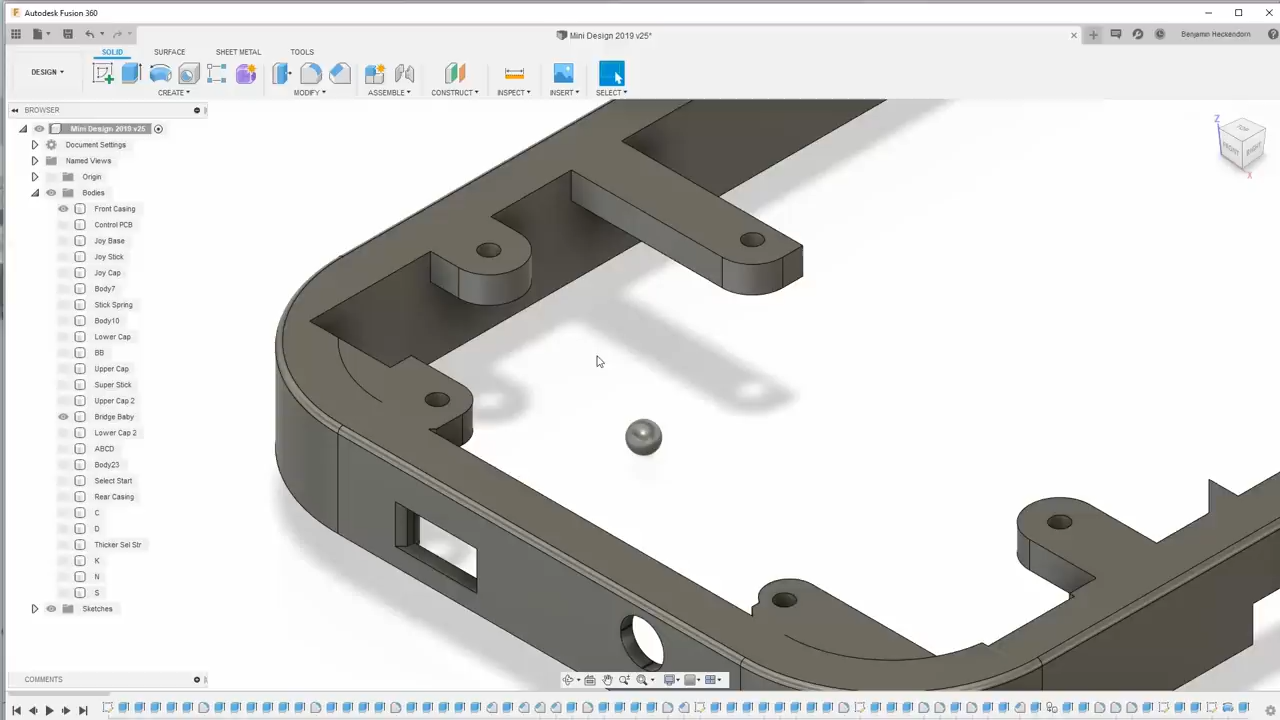 Autodesk Fusion 360
Mini Design 2019 v25*
Benjamin Heckendorn
SOLID SURFACE SHEET METAL TOOLS
DESIGN
CREATE MODIFY ASSEMBLE CONSTRUCT INSPECT INSERT SELECT
BROWSER
Mini Design 2019 v25
Document Settings
Named Views
Origin
Bodies
Front Casing
Control PCB
Joy Base
Joy Stick
Joy Cap
Body7
Stick Spring
Body10
Lower Cap
BB
Upper Cap
Super Stick
Upper Cap 2
Bridge Baby
Lower Cap 2
ABCD
Body23
Select Start
Rear Casing
C
D
Thicker Sel Str
K
N
S
Sketches
Z
TOP
FRONT
RIGHT
X
COMMENTS